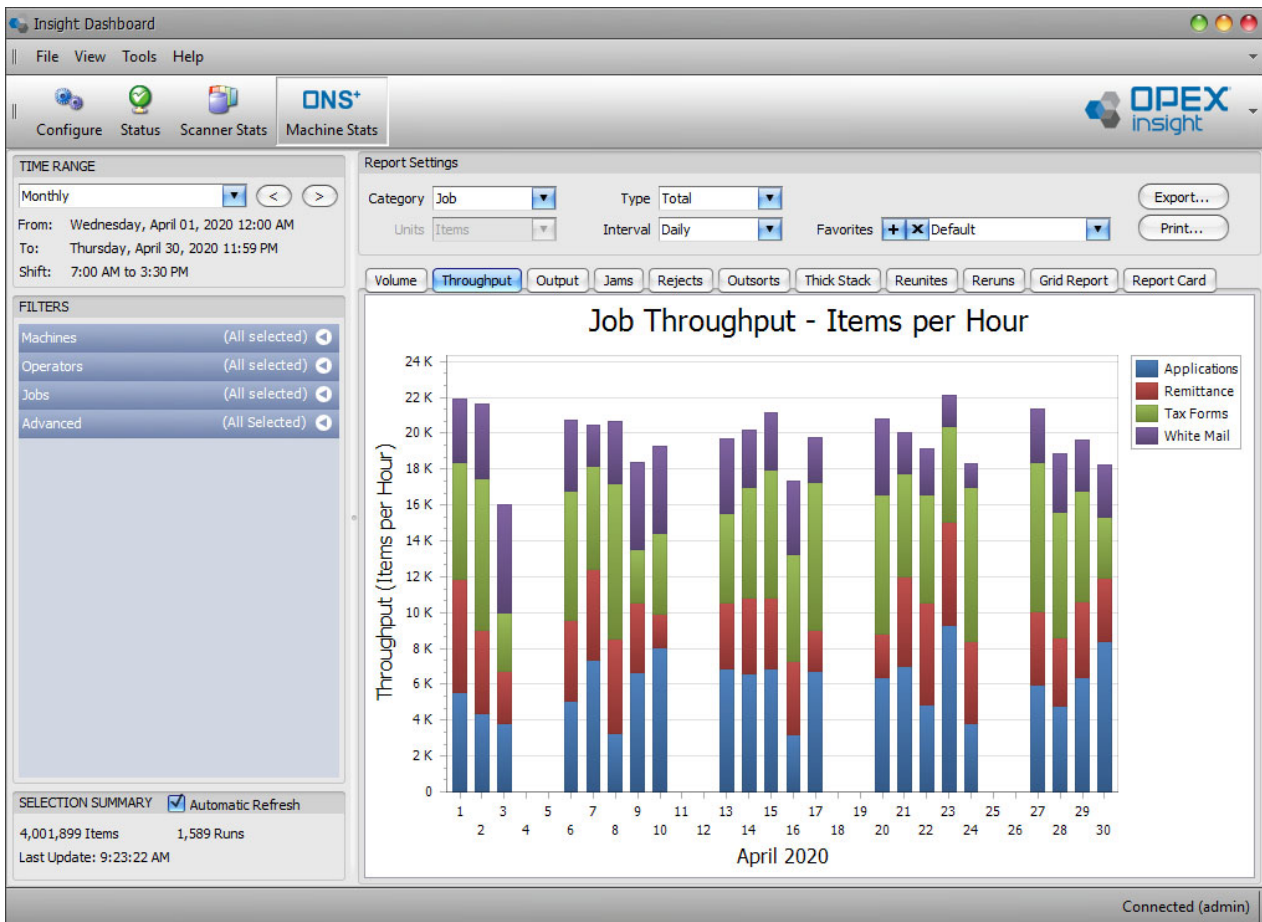 Insight Dashboard
File View Tools Help
Configure Status Scanner Stats ONS+ Machine Stats
OPEX insight
TIME RANGE
Monthly < >
From: Wednesday, April 01, 2020 12:00 AM
To: Thursday, April 30, 2020 11:59 PM
Shift: 7:00 AM to 3:30 PM
FILTERS
Machines (All selected)
Operators (All selected)
Jobs (All selected)
Advanced (All Selected)
SELECTION SUMMARY Automatic Refresh
4,001,899 Items 1,589 Runs
Last Update: 9:23:22 AM
Report Settings
Category Job Type Total Export...
Units Items Interval Daily Favorites + x Default Print...
Volume Throughput Output Jams Rejects Outsorts Thick Stack Reunites Reruns Grid Report Report Card
Job Throughput - Items per Hour
Throughput (Items per Hour)
24 K
22 K
20 K
18 K
16 K
14 K
12 K
10 K
8 K
6 K
4 K
2 K
0
Applications
Remittance
Tax Forms
White Mail
1 3 5 7 9 11 13 15 17 19 21 23 25 27 29
2 4 6 8 10 12 14 16 18 20 22 24 26 28 30
April 2020
Connected (admin)